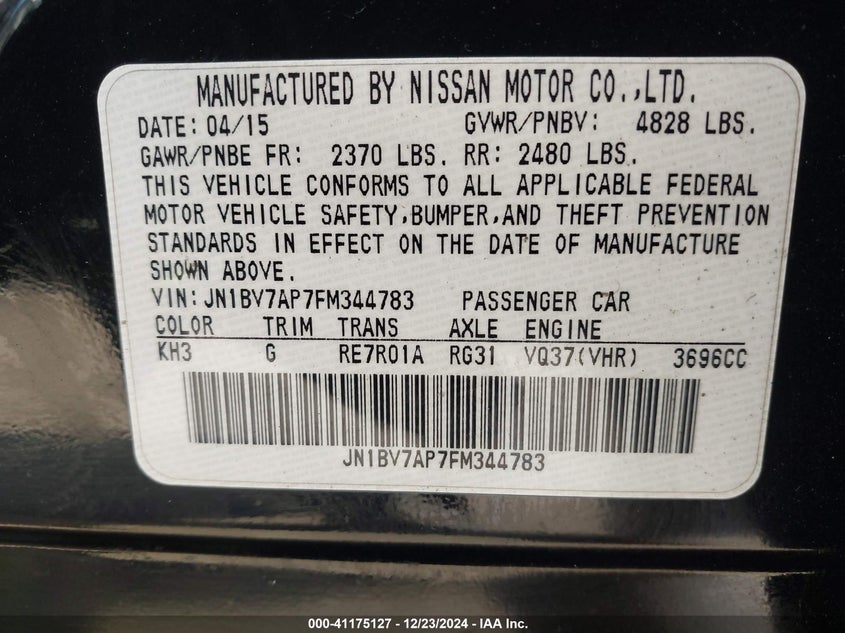 MANUFACTURED BY NISSAN MOTOR CO.,LTD.
DATE: 04/15 GVWR/PNBV: 4828 LBS.
GAWR/PNBE FR: 2370 LBS. RR: 2480 LBS.
THIS VEHICLE CONFORMS TO ALL APPLICABLE FEDERAL
MOTOR VEHICLE SAFETY,BUMPER,AND THEFT PREVENTION
STANDARDS IN EFFECT ON THE DATE OF MANUFACTURE
SHOWN ABOVE.
VIN: JN1BV7AP7FM344783 PASSENGER CAR
COLOR TRIM TRANS AXLE ENGINE
KH3 G RE7R01A RG31 VQ37(VHR) 3696CC
JN1BV7AP7FM344783
000-41175127 - 12/23/2024 - IAA Inc.